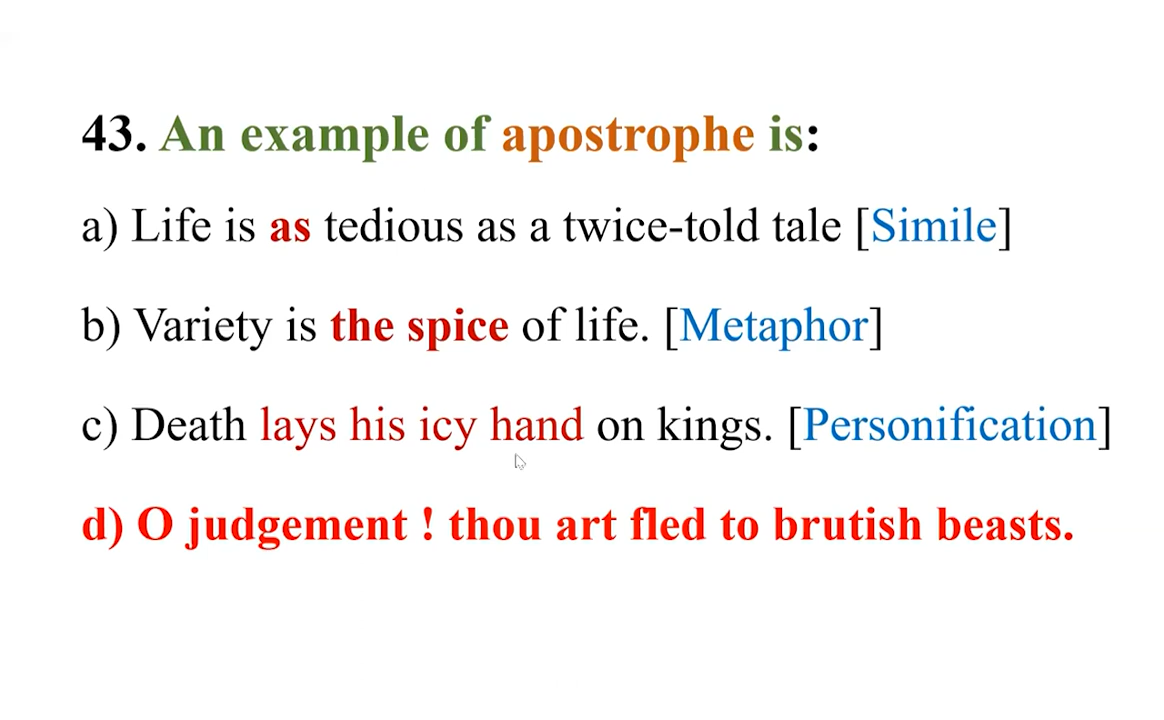 43. An example of apostrophe is:
a) Life is as tedious as a twice-told tale [Simile]
b) Variety is the spice of life. [Metaphor]
c) Death lays his icy hand on kings. [Personification]
d) O judgement ! thou art fled to brutish beasts.